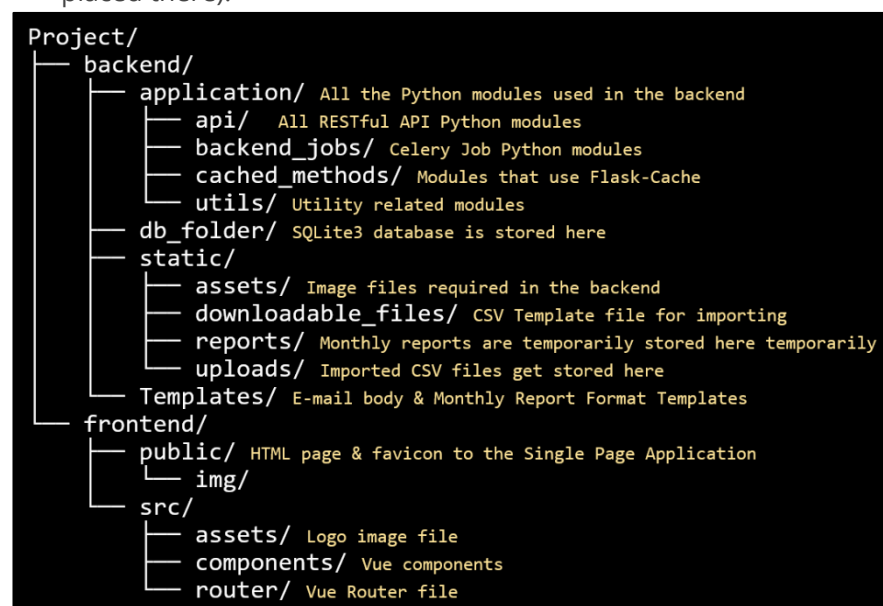 placed there).
Project/
├── backend/
│   ├── application/ All the Python modules used in the backend
│   │   ├── api/ All RESTful API Python modules
│   │   ├── backend_jobs/ Celery Job Python modules
│   │   ├── cached_methods/ Modules that use Flask-Cache
│   │   └── utils/ Utility related modules
│   ├── db_folder/ SQLite3 database is stored here
│   ├── static/
│   │   ├── assets/ Image files required in the backend
│   │   ├── downloadable_files/ CSV Template file for importing
│   │   ├── reports/ Monthly reports are temporarily stored here temporarily
│   │   └── uploads/ Imported CSV files get stored here
│   └── Templates/ E-mail body & Monthly Report Format Templates
└── frontend/
    ├── public/ HTML page & favicon to the Single Page Application
    │   └── img/
    └── src/
        ├── assets/ Logo image file
        ├── components/ Vue components
        └── router/ Vue Router file